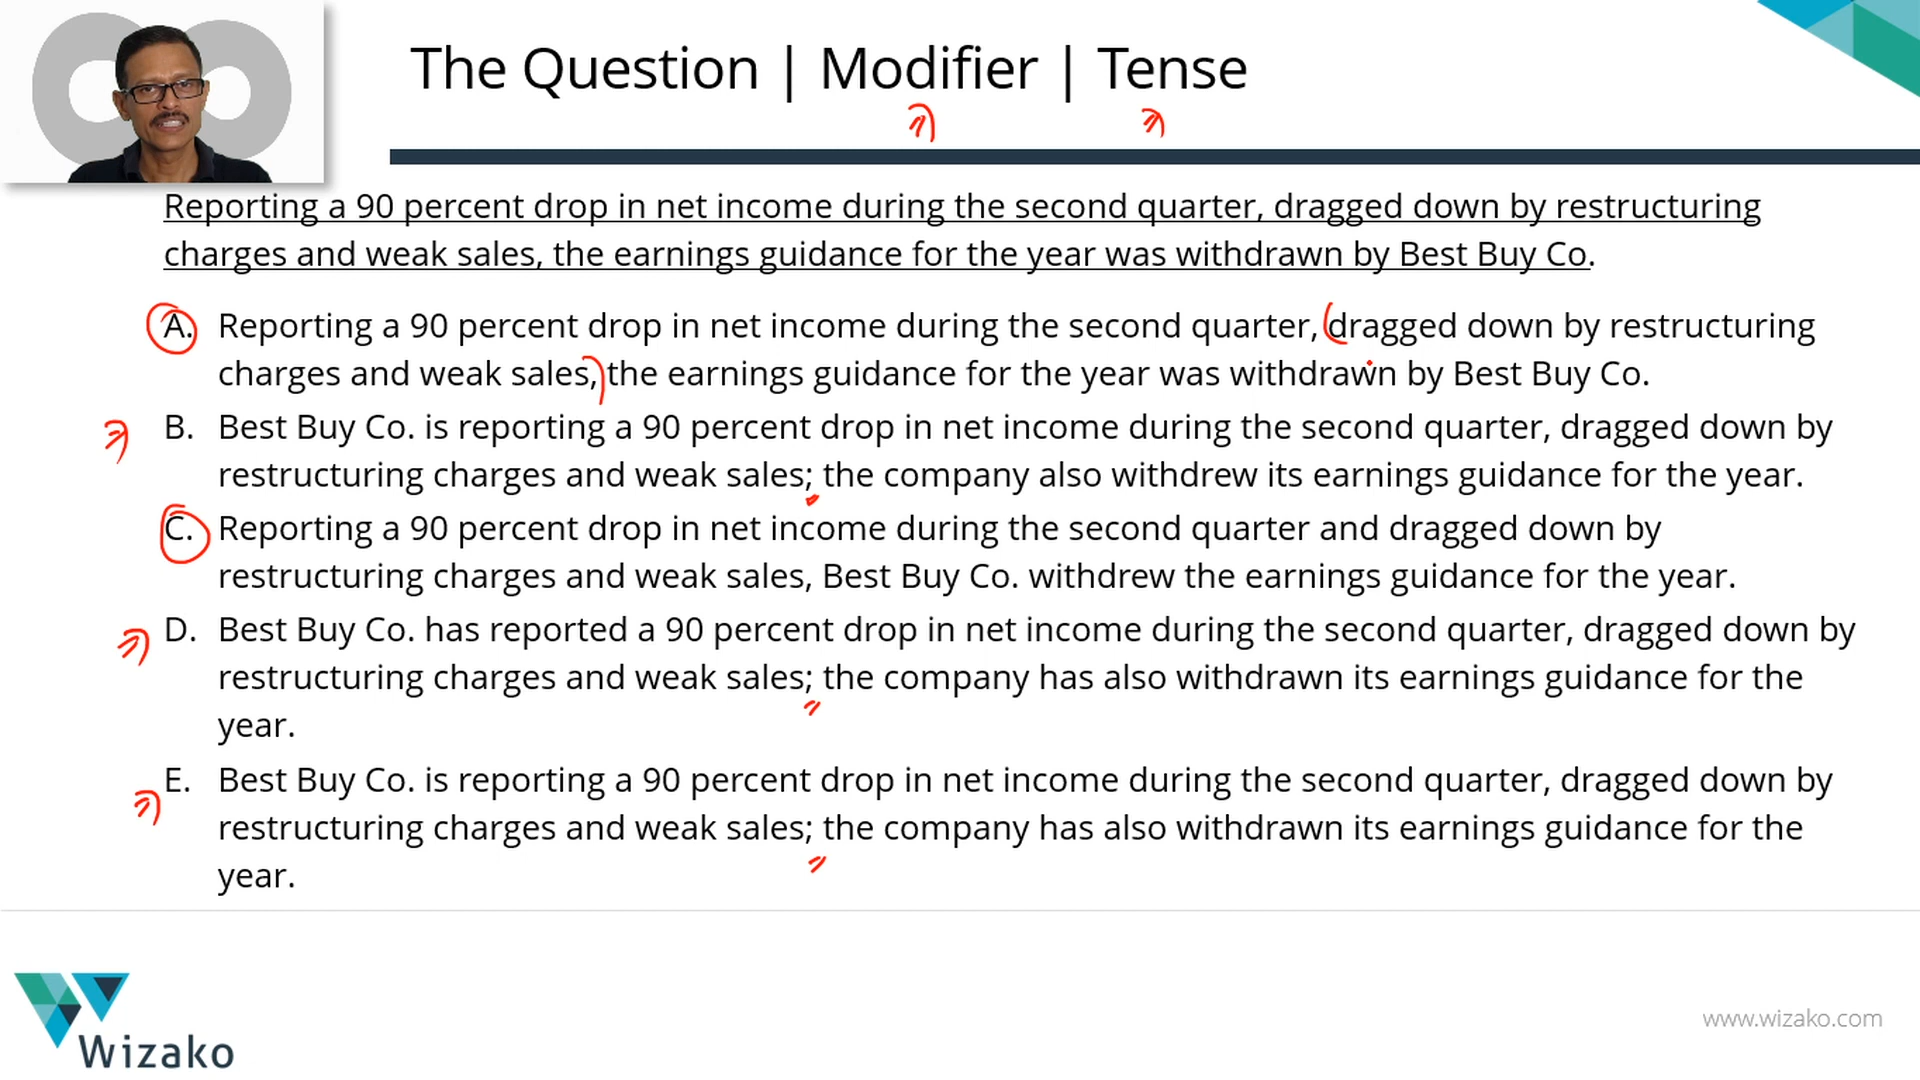 The Question | Modifier | Tense
Reporting a 90 percent drop in net income during the second quarter, dragged down by restructuring
charges and weak sales, the earnings guidance for the year was withdrawn by Best Buy Co.
A. Reporting a 90 percent drop in net income during the second quarter, dragged down by restructuring
charges and weak sales, the earnings guidance for the year was withdrawn by Best Buy Co.
B. Best Buy Co. is reporting a 90 percent drop in net income during the second quarter, dragged down by
restructuring charges and weak sales; the company also withdrew its earnings guidance for the year.
C. Reporting a 90 percent drop in net income during the second quarter and dragged down by
restructuring charges and weak sales, Best Buy Co. withdrew the earnings guidance for the year.
D. Best Buy Co. has reported a 90 percent drop in net income during the second quarter, dragged down by
restructuring charges and weak sales; the company has also withdrawn its earnings guidance for the
year.
E. Best Buy Co. is reporting a 90 percent drop in net income during the second quarter, dragged down by
restructuring charges and weak sales; the company has also withdrawn its earnings guidance for the
year.
Wizako
www.wizako.com